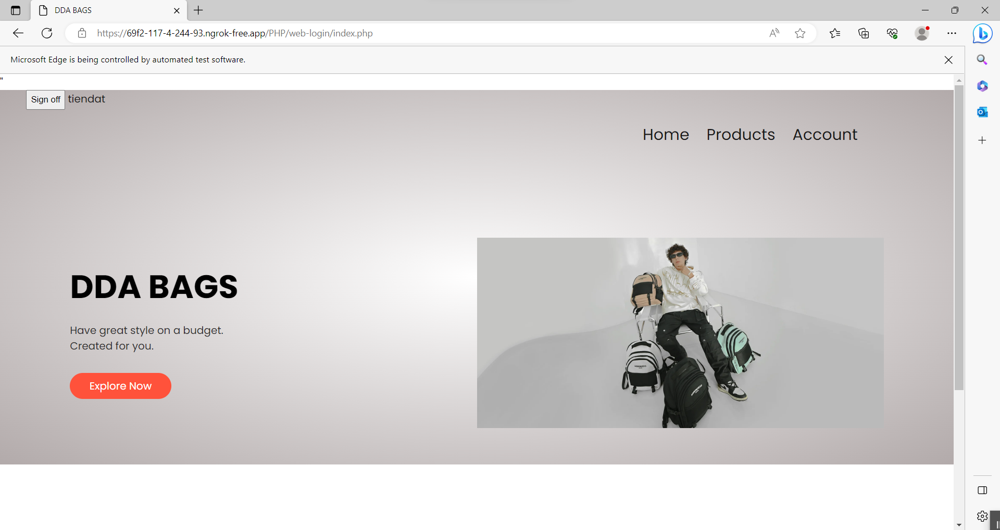 DDA BAGS
https://69f2-117-4-244-93.ngrok-free.app/PHP/web-login/index.php
Microsoft Edge is being controlled by automated test software.
"
Sign off tiendat
Home Products Account
DDA BAGS
Have great style on a budget.
Created for you.
Explore Now